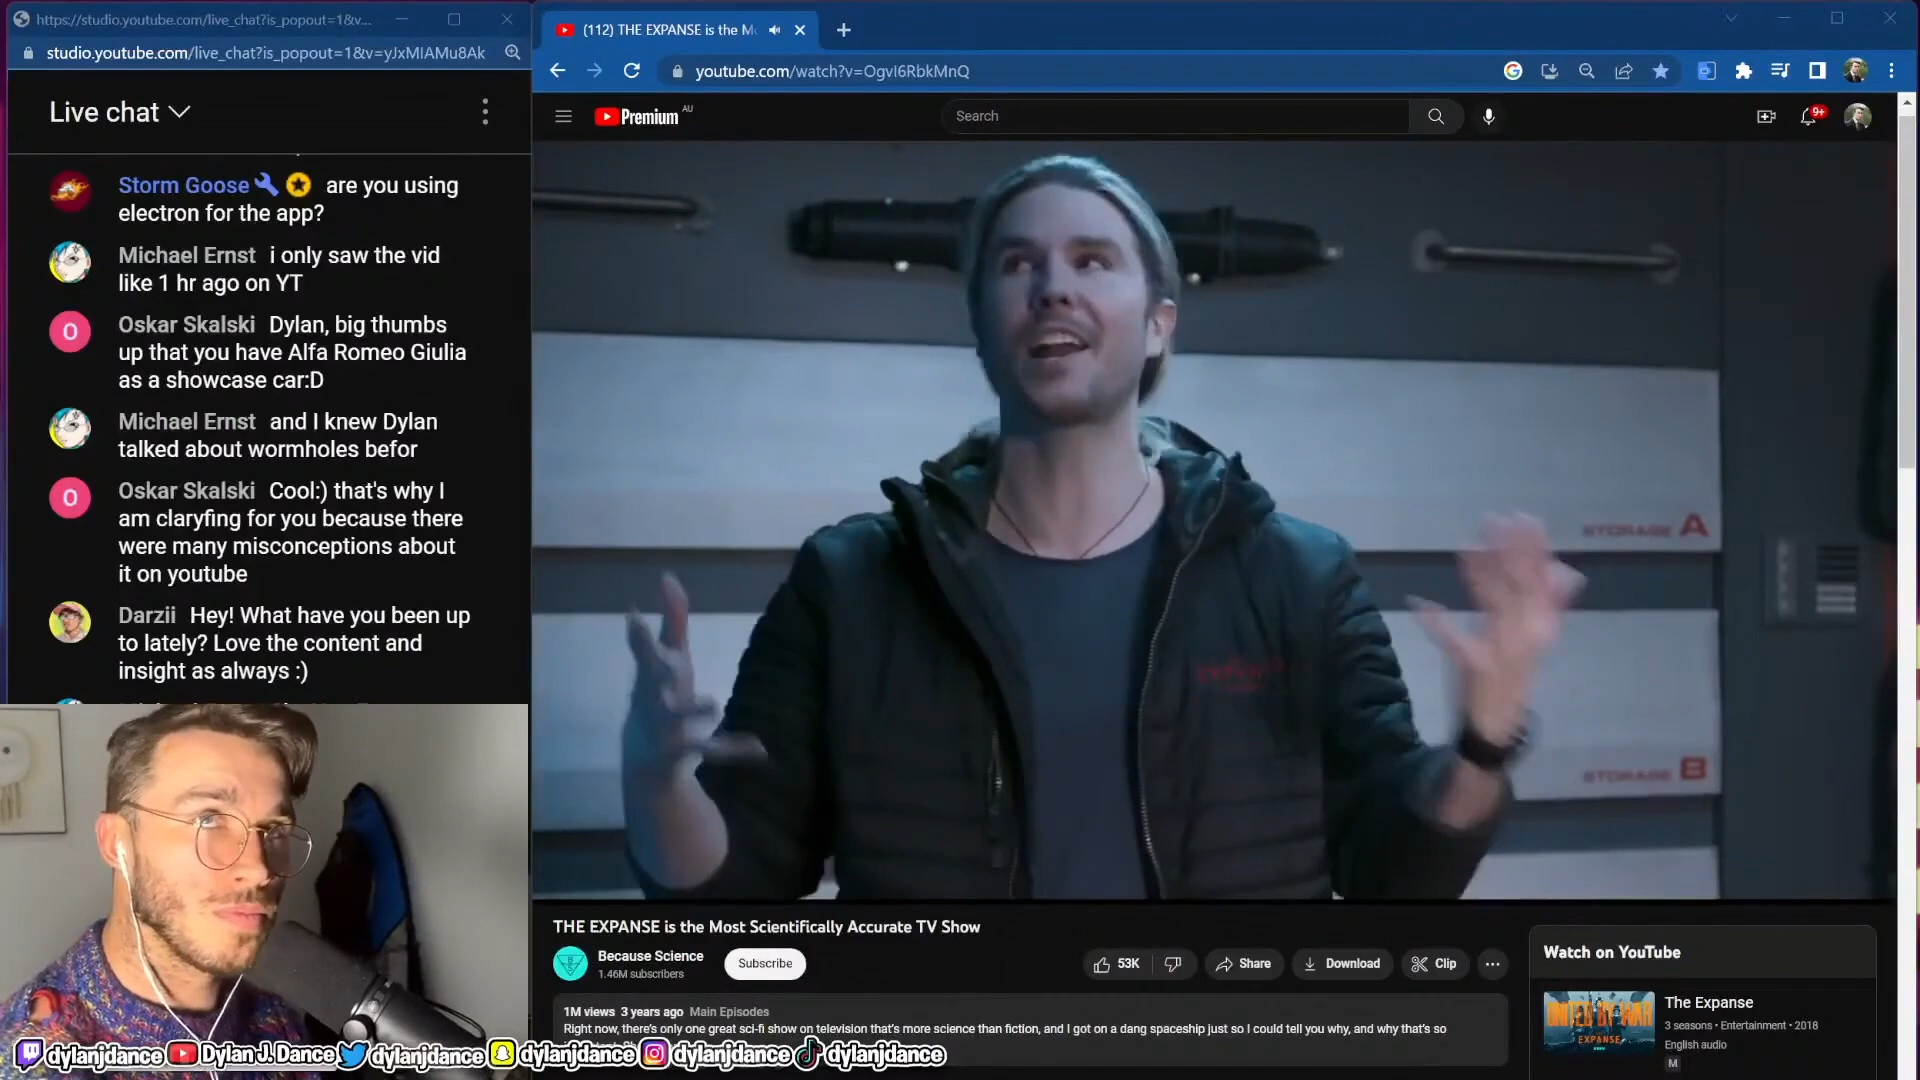 https://studio.youtube.com/live_chat?is_popout=1&v...
studio.youtube.com/live_chat?is_popout=1&v=yJxMIAMu8Ak
Live chat
Storm Goose are you using
electron for the app?
Michael Ernst i only saw the vid
like 1 hr ago on YT
O
Oskar Skalski Dylan, big thumbs
up that you have Alfa Romeo Giulia
as a showcase car:D
Michael Ernst and I knew Dylan
talked about wormholes befor
O
Oskar Skalski Cool:) that's why I
am claryfing for you because there
were many misconceptions about
it on youtube
Darzii Hey! What have you been up
to lately? Love the content and
insight as always :)
(112) THE EXPANSE is the Mo
youtube.com/watch?v=OgvI6RbkMnQ
Premium AU
Search
9+
STORAGE A
STORAGE B
THE EXPANSE is the Most Scientifically Accurate TV Show
Because Science
1.46M subscribers
Subscribe
53K
Share
Download
Clip
1M views 3 years ago Main Episodes
Right now, there's only one great sci-fi show on television that's more science than fiction, and I got on a dang spaceship just so I could tell you why, and why that's so
Watch on YouTube
UNITED BY WAR
EXPANSE
The Expanse
3 seasons • Entertainment • 2018
English audio
M
dylanjdance Dylan J. Dance dylanjdance dylanjdance dylanjdance dylanjdance